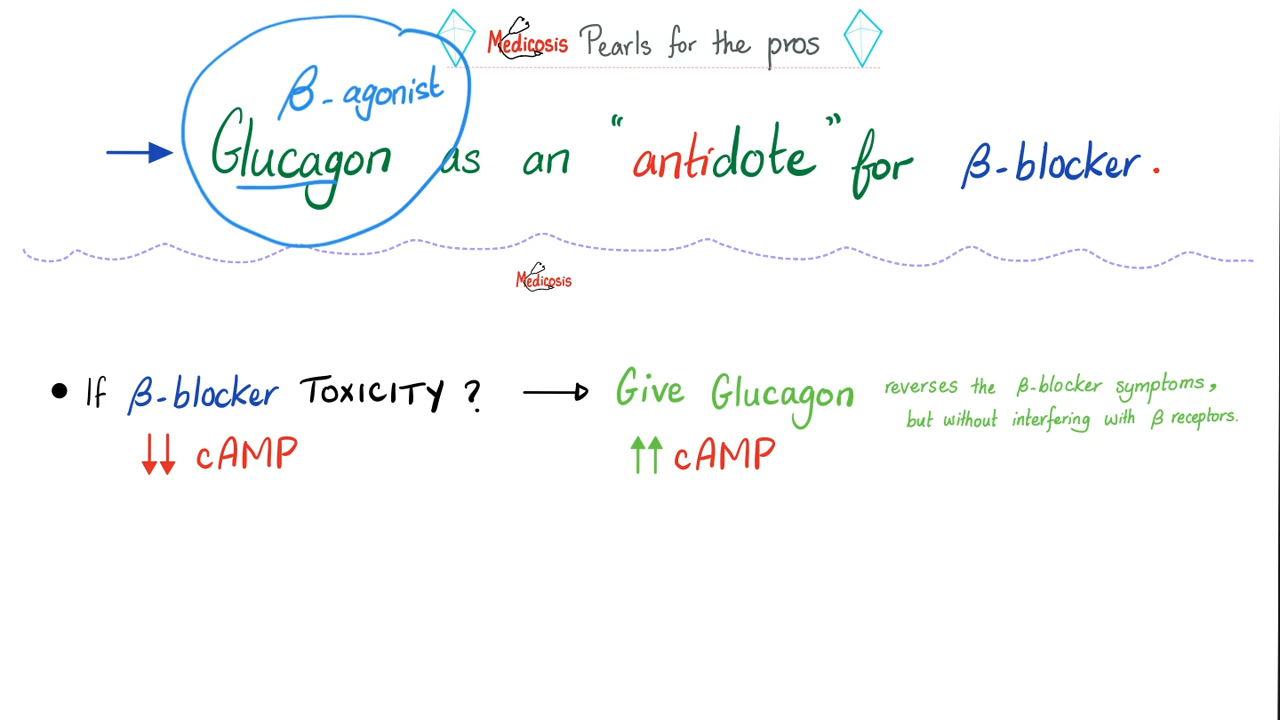 Medicosis Pearls for the pros
β-agonist
Glucagon as an "antidote" for β-blocker.
Medicosis
• If β-blocker TOXICITY? → Give Glucagon reverses the β-blocker symptoms,
but without interfering with β receptors.
↓↓ cAMP ↑↑ cAMP